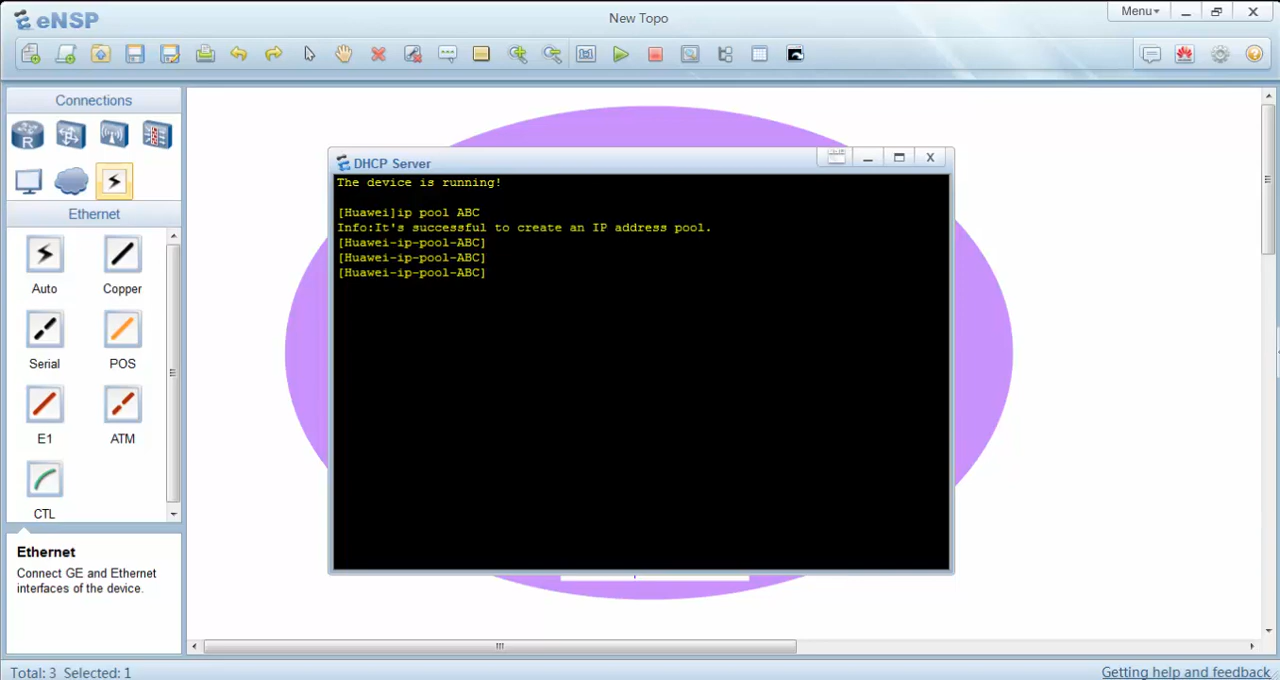 eNSP
New Topo
Menu
Connections
R
Ethernet
Auto
Copper
Serial
POS
E1
ATM
CTL
Ethernet
Connect GE and Ethernet
interfaces of the device.
DHCP Server
The device is running!
[Huawei]ip pool ABC
Info:It's successful to create an IP address pool.
[Huawei-ip-pool-ABC]
[Huawei-ip-pool-ABC]
[Huawei-ip-pool-ABC]
Total: 3 Selected: 1
Getting help and feedback